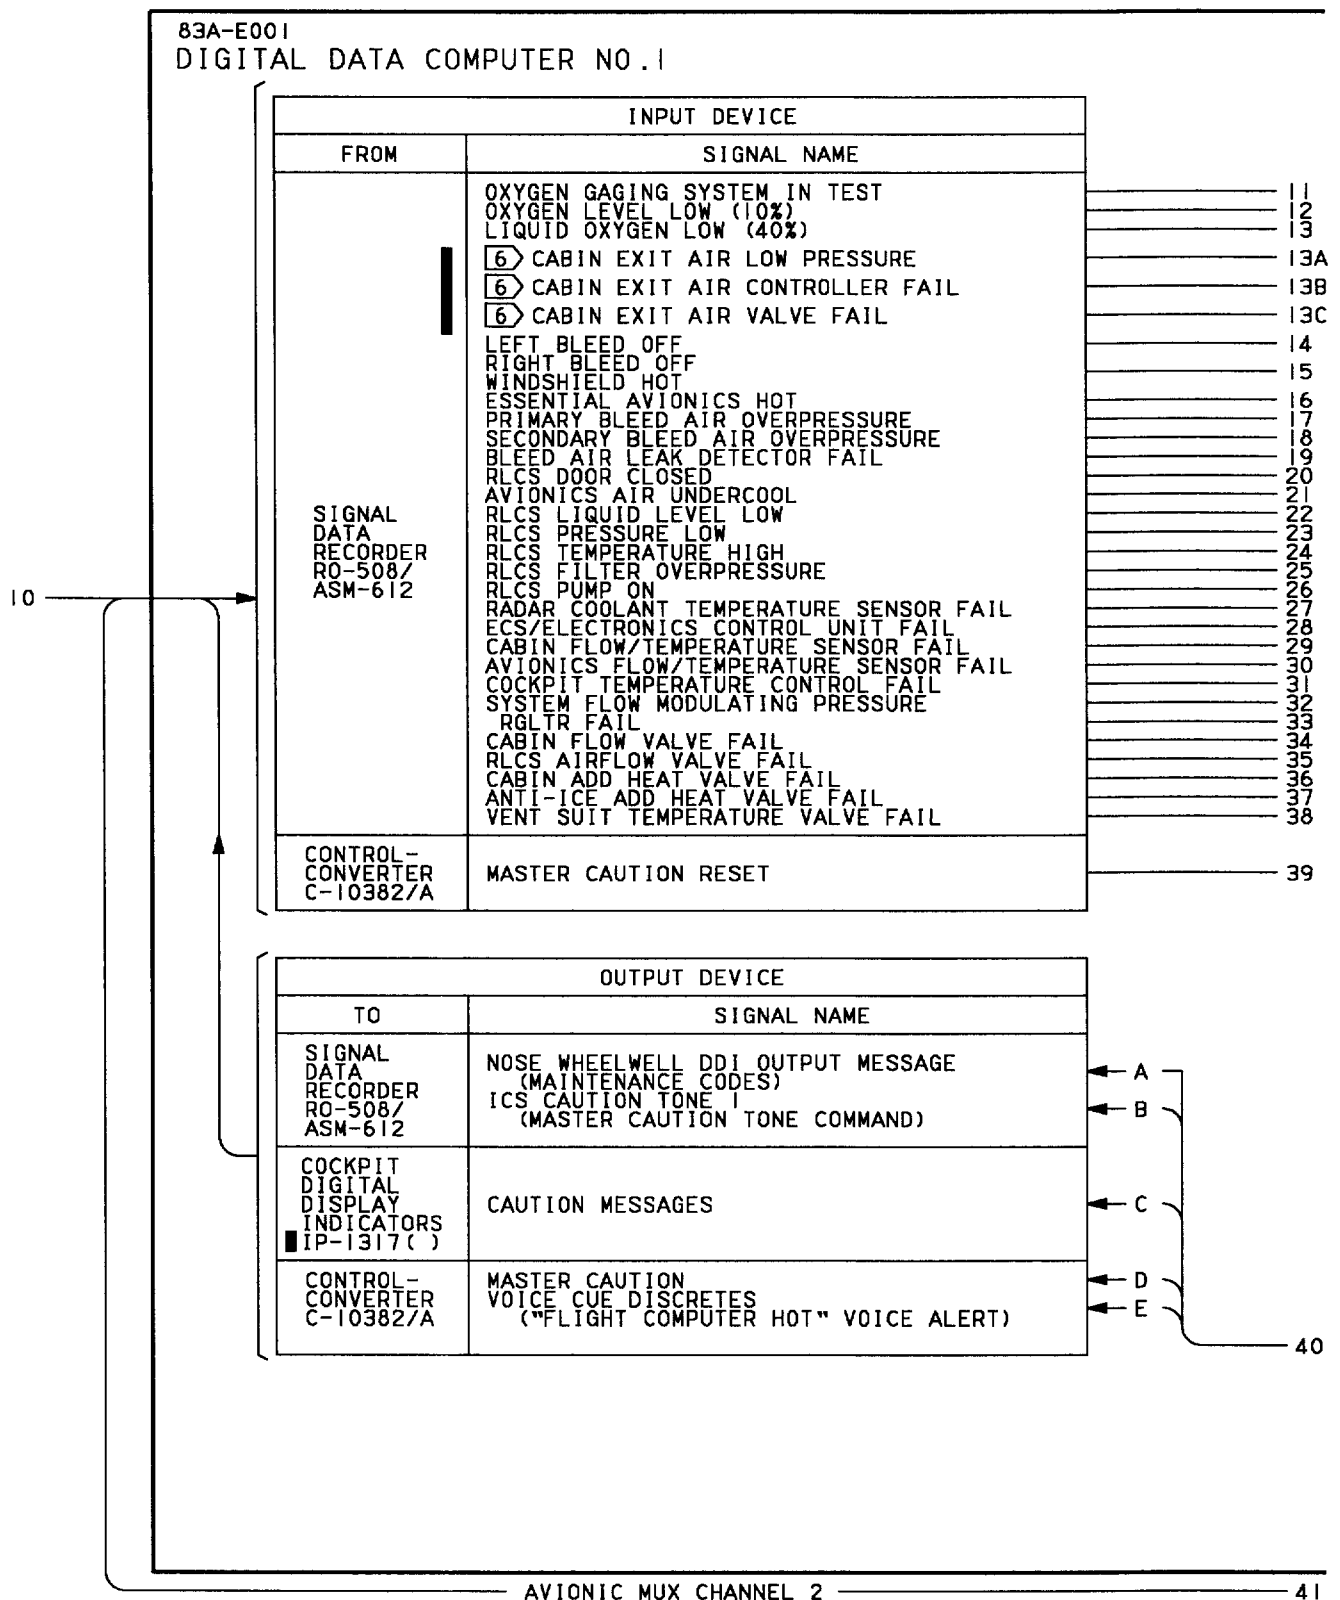 83A-E001
DIGITAL DATA COMPUTER NO.1
INPUT DEVICE
FROM SIGNAL NAME
OXYGEN GAGING SYSTEM IN TEST 11
OXYGEN LEVEL LOW (10%) 12
LIQUID OXYGEN LOW (40%) 13
6 CABIN EXIT AIR LOW PRESSURE 13A
6 CABIN EXIT AIR CONTROLLER FAIL 13B
6 CABIN EXIT AIR VALVE FAIL 13C
LEFT BLEED OFF 14
RIGHT BLEED OFF
15
WINDSHIELD HOT
ESSENTIAL AVIONICS HOT 16
PRIMARY BLEED AIR OVERPRESSURE 17
SECONDARY BLEED AIR OVERPRESSURE 18
BLEED AIR LEAK DETECTOR FAIL 19
RLCS DOOR CLOSED 20
AVIONICS AIR UNDERCOOL 21
SIGNAL RLCS LIQUID LEVEL LOW 22
DATA RLCS PRESSURE LOW 23
RECORDER RLCS TEMPERATURE HIGH 24
RO-508/ RLCS FILTER OVERPRESSURE 25
ASM-612 RLCS PUMP ON 26
10
RADAR COOLANT TEMPERATURE SENSOR FAIL 27
ECS/ELECTRONICS CONTROL UNIT FAIL 28
CABIN FLOW/TEMPERATURE SENSOR FAIL 29
AVIONICS FLOW/TEMPERATURE SENSOR FAIL 30
COCKPIT TEMPERATURE CONTROL FAIL 31
SYSTEM FLOW MODULATING PRESSURE 32
RGLTR FAIL 33
CABIN FLOW VALVE FAIL 34
RLCS AIRFLOW VALVE FAIL 35
CABIN ADD HEAT VALVE FAIL 36
ANTI-ICE ADD HEAT VALVE FAIL 37
VENT SUIT TEMPERATURE VALVE FAIL 38
CONTROL-
CONVERTER MASTER CAUTION RESET 39
C-10382/A
OUTPUT DEVICE
TO SIGNAL NAME
SIGNAL
DATA
RECORDER
RO-508/
ASM-612
NOSE WHEELWELL DDI OUTPUT MESSAGE
(MAINTENANCE CODES)
A
ICS CAUTION TONE 1
(MASTER CAUTION TONE COMMAND)
B
COCKPIT
DIGITAL
DISPLAY
INDICATORS
IP-1317( )
CAUTION MESSAGES C
CONTROL-
CONVERTER
C-10382/A
MASTER CAUTION D
VOICE CUE DISCRETES
("FLIGHT COMPUTER HOT" VOICE ALERT)
E
40
AVIONIC MUX CHANNEL 2 41